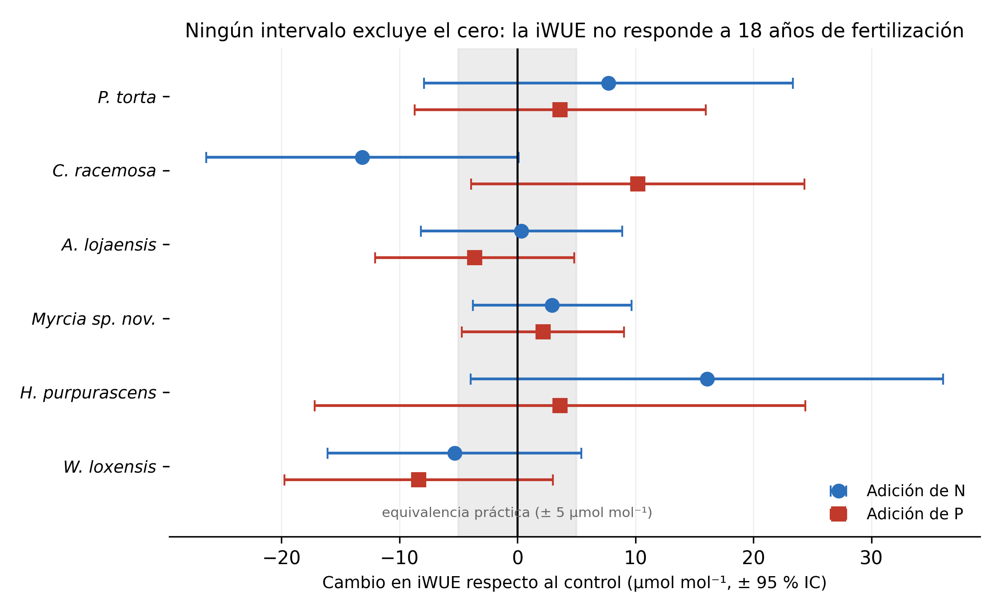 Ningún intervalo excluye el cero: la iWUE no responde a 18 años de fertilización
P. torta
C. racemosa
A. lojaensis
Myrcia sp. nov.
H. purpurascens
W. loxensis
Adición de N
equivalencia práctica (± 5 µmol mol⁻¹)
Adición de P
−20 −10 0 10 20 30
Cambio en iWUE respecto al control (µmol mol⁻¹, ± 95 % IC)